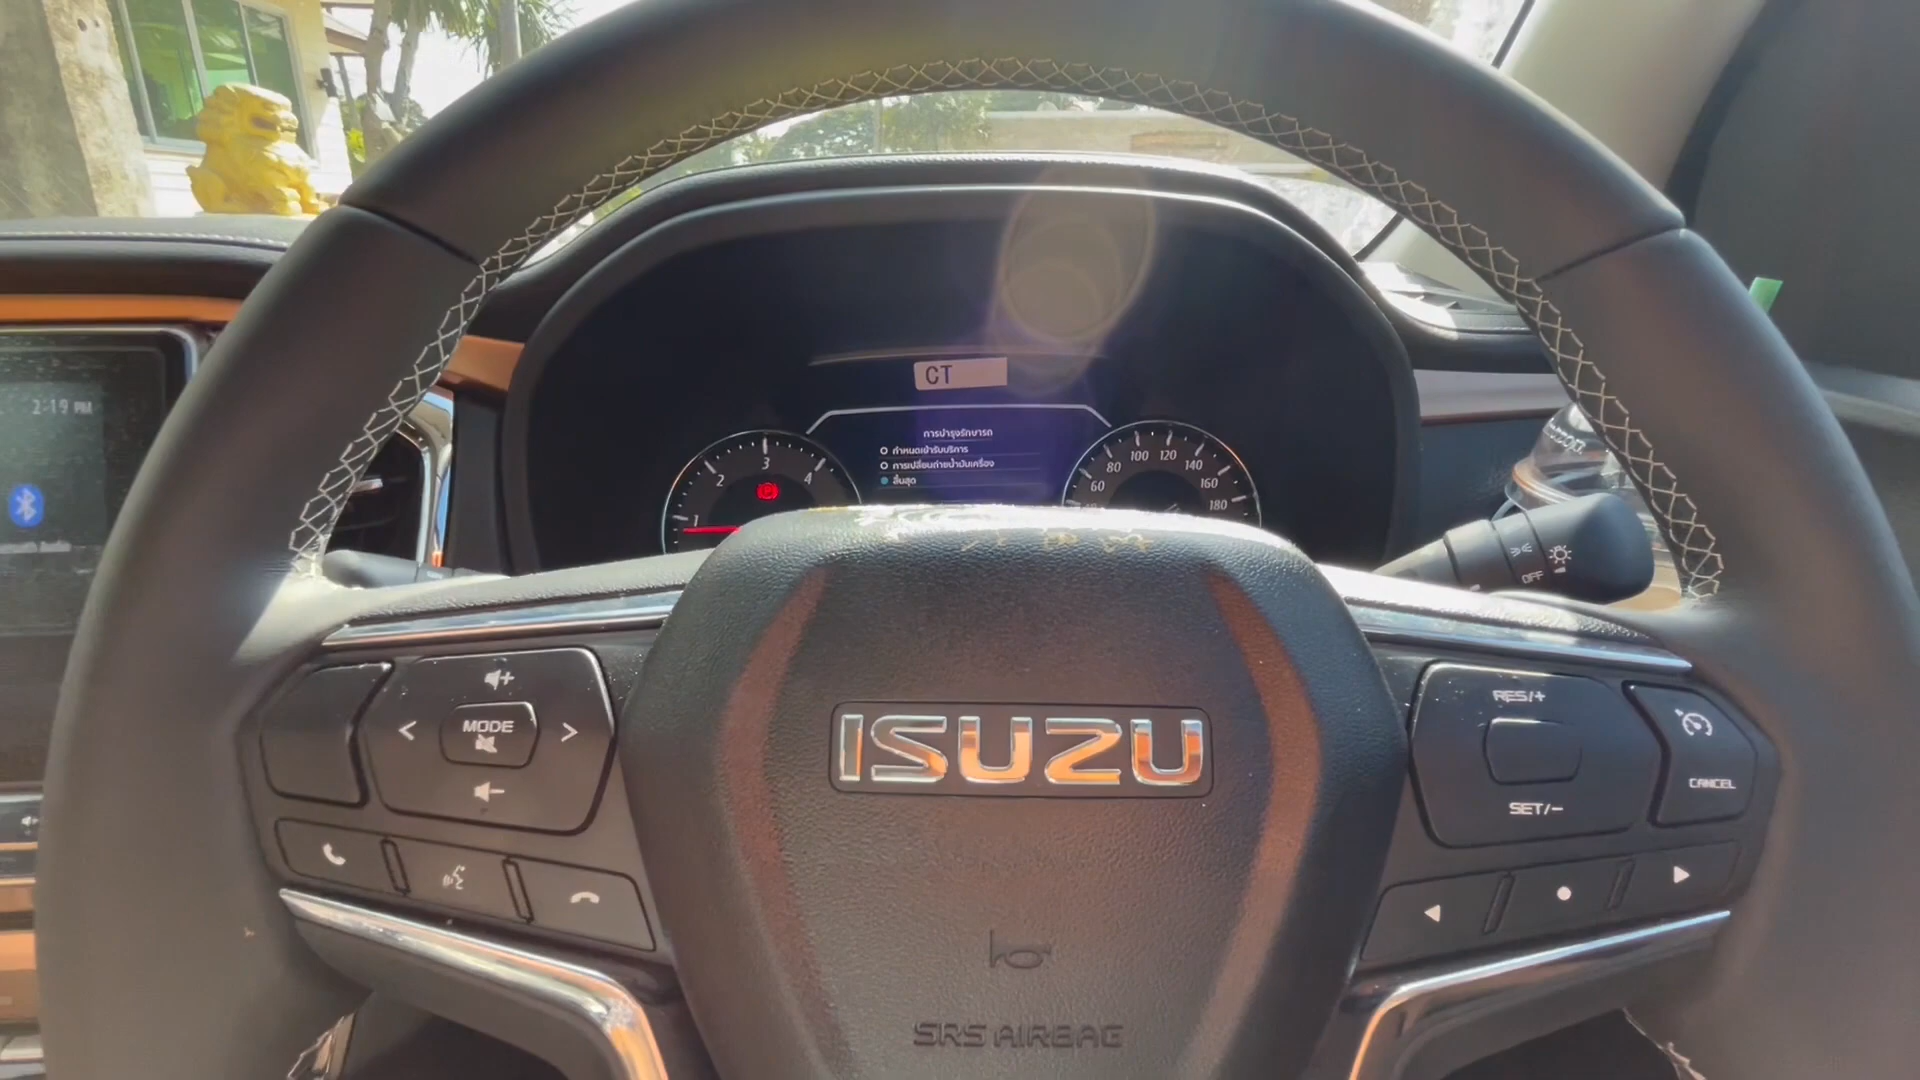 CT
2:19 PM
การบำรุงรักษารถ
กำหนดเข้ารับบริการ
การเปลี่ยนถ่ายน้ำมันเครื่อง
สิ้นสุด
1
2
3
4
60
80
100
120
140
160
180
OFF
MODE
ISUZU
RES/+
SET/−
CANCEL
SRS AIRBAG